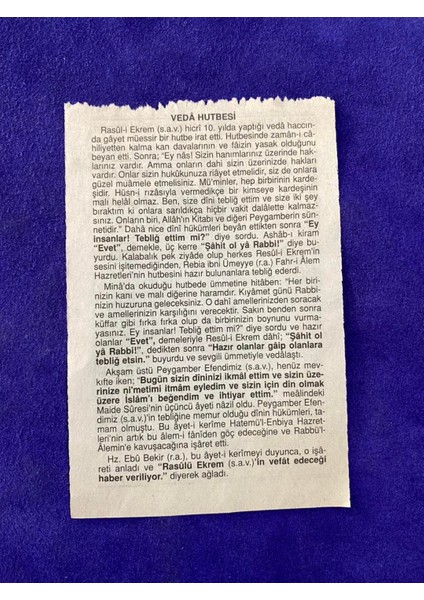 VEDÂ HUTBESİ
Rasûl-i Ekrem (s.a.v.) hicrî 10. yılda yaptığı vedâ haccın-
da gâyet müessir bir hutbe irat etti. Hutbesinde zamân-i câ-
hiliyetten kalma kan davalarının ve fâizin yasak olduğunu
beyan etti. Sonra; "Ey nâs! Sizin hanımlarınız üzerinde hak-
larınız vardır. Amma onların dahi sizin üzerinizde hakları
vardır. Onlar sizin hukûkunuza riâyet etmelidir, siz de onlara
güzel muâmele etmelisiniz. Mü'minler, hep birbirinin karde-
şidir. Hüsn-i rızâsıyla vermedikçe bir kimseye kardeşinin
malı helâl olmaz. Ben, size dîni tebliğ ettim ve size iki şey
bıraktım ki onlara sarıldıkça hiçbir vakit dalâlette kalmaz-
sınız. Onların biri, Allâh'ın Kitabı ve diğeri Peygamberin sün-
netidir." Dahâ nice dînî hükümleri beyân ettikten sonra "Ey
insanlar! Tebliğ ettim mi?" diye sordu. Ashâb-ı kiram
"Evet", demekle, üç kerre "Şâhit ol yâ Rabbi!" diye bu-
yurdu. Kalabalık pek ziyâde olup herkes Resûl-i Ekrem'in
sesini işitemediğinden, Rebia ibni Ümeyye (r.a.) Fahr-i Âlem
Hazretleri'nin hutbesini hazır bulunanlara tebliğ ederdi.
Minâ'da okuduğu hutbede ümmetine hitâben: "Her biri-
nizin kanı ve malı diğerine haramdır. Kıyamet günü Rabbi-
nizin huzuruna geleceksiniz. O dahî amellerinizden soracak
ve amellerinizin karşılığını verecektir. Sakın benden sonra
küffar gibi fırka fırka olup da birbirinizin boynunu vurma-
yasınız. Ey insanlar! Tebliğ ettim mi?" diye sordu ve hazır
olanlar "Evet", demeleriyle Resûl-i Ekrem dâhi; "Şâhit ol
yâ Rabbi!", dedikten sonra "Hazır olanlar gâip olanlara
tebliğ etsin." buyurdu ve sevgili ümmetiyle vedâlaştı.
Akşam üstü Peygamber Efendimiz (s.a.v.), henüz mev-
kıfte iken; "Bugün sizin dîninizi ikmâl ettim ve sizin üze-
rinize ni'metimi itmâm eyledim ve sizin için din olmak
üzere İslâm'ı beğendim ve ihtiyar ettim." meâlindeki
Maide Sûresi'nin üçüncü âyeti nâzil oldu. Peygamber Efen-
dimiz (s.a.v)'in tebliğine memur olduğu dinin hükümleri, ta-
mam olmuştu. Bu âyet-i kerîme Hatemü'l-Enbiya Hazret-
leri'nin artık bu âlem-i fânîden göç edeceğine ve Rabbü'l-
Âlemin'e kavuşacağına işâret etti.
Hz. Ebû Bekir (r.a.), bu âyet-i kerîmeyi duyunca, o işâ-
reti anladı ve "Rasûlü Ekrem (s.a.v.)'in vefât edeceği
haber veriliyor." diyerek ağladı.